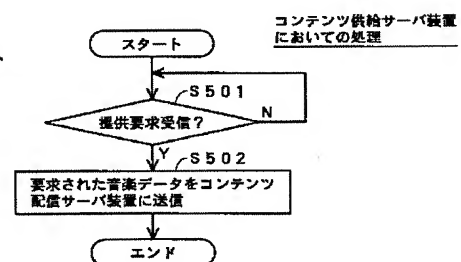 コンテンツ供給サーバ装置
においての処理
スタート
S501
提供要求受信?
N
Y
S502
要求された音楽データをコンテンツ
配信サーバ装置に送信
エンド